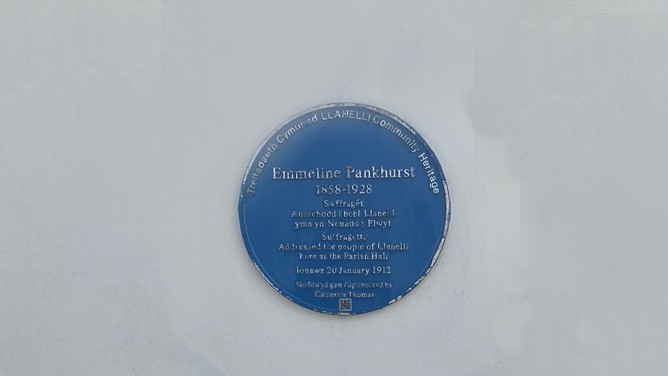 Treftadaeth Cymuned LLANELLI Community Heritage
Emmeline Pankhurst
1858-1928
Swffragét
Anerchodd bobl Llanelli
yma yn Neuadd y Plwyf
Suffragette
Addressed the people of Llanelli
here at the Parish Hall
Ionawr 20 January 1912
Noddwyd gan / Sponsored by
Catherine Thomas